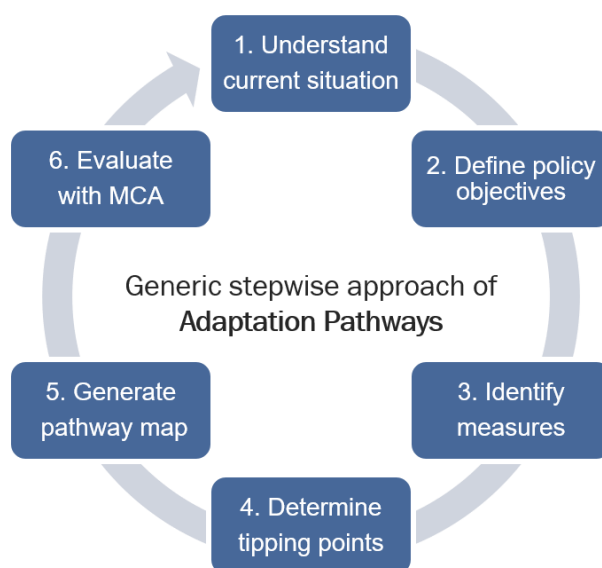 1. Understand
current situation
2. Define policy
objectives
3. Identify
measures
4. Determine
tipping points
5. Generate
pathway map
6. Evaluate
with MCA
Generic stepwise approach of
Adaptation Pathways